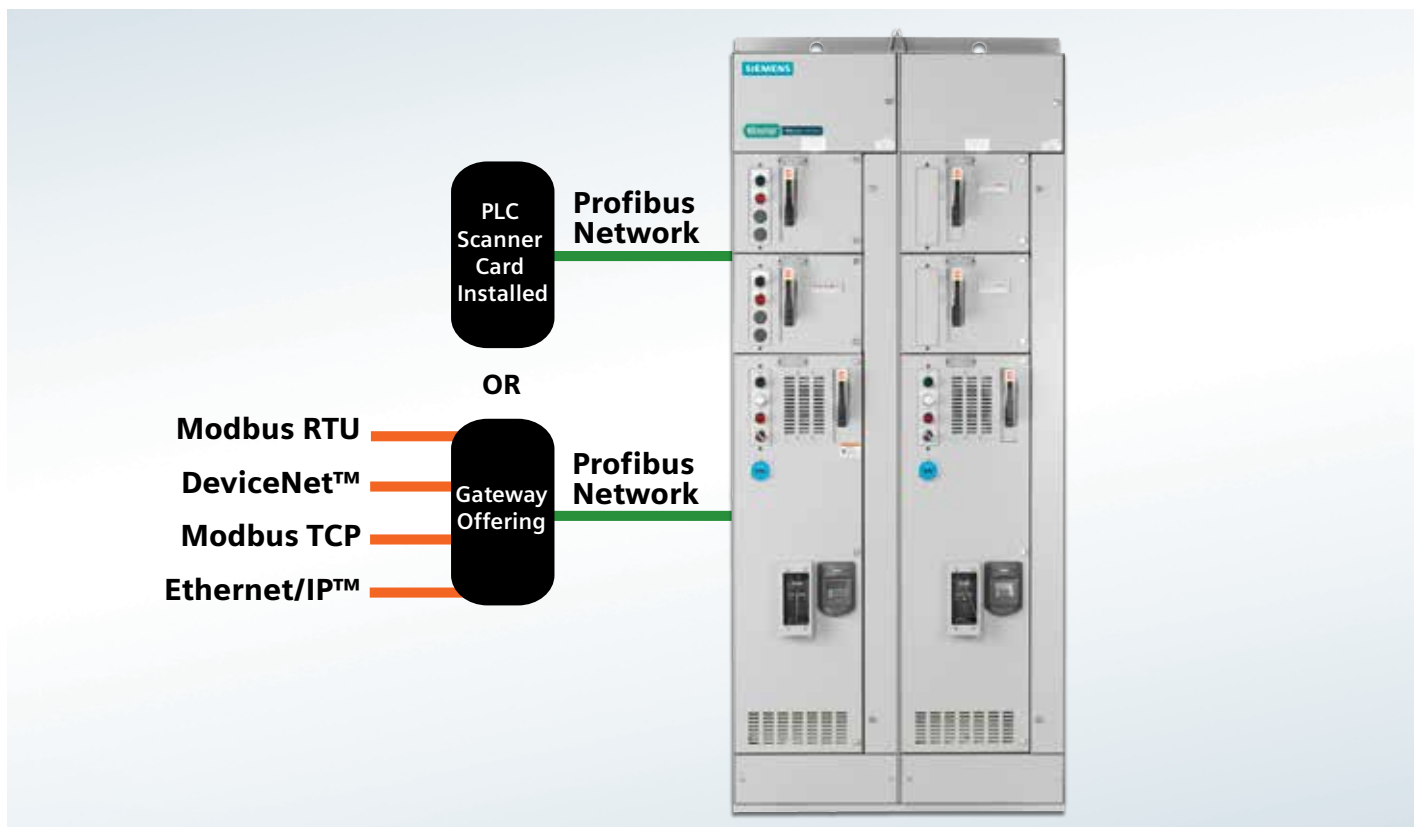 SIEMENS
PLC
Scanner
Card
Installed
Profibus
Network
OR
Modbus RTU
DeviceNet™
Modbus TCP
Ethernet/IP™
Gateway
Offering
Profibus
Network